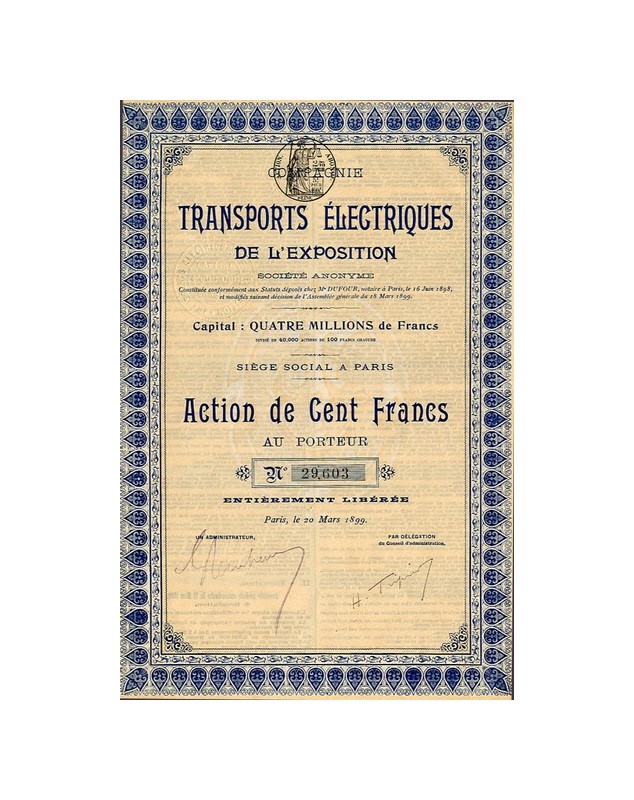 COMPAGNIE
TRANSPORTS ÉLECTRIQUES
DE L'EXPOSITION
SOCIÉTÉ ANONYME
Constituée conformément aux Statuts déposés chez Me DUFOUR, notaire à Paris, le 16 Juin 1898,
et modifiés suivant décision de l'Assemblée générale du 18 Mars 1899.
Capital : QUATRE MILLIONS de Francs
DIVISÉ EN 40.000 ACTIONS DE 100 FRANCS CHACUNE
SIÈGE SOCIAL A PARIS
Action de Cent Francs
AU PORTEUR
No 29,603
ENTIÈREMENT LIBÉRÉE
Paris, le 20 Mars 1899.
UN ADMINISTRATEUR,
PAR DÉLÉGATION
du Conseil d'administration,